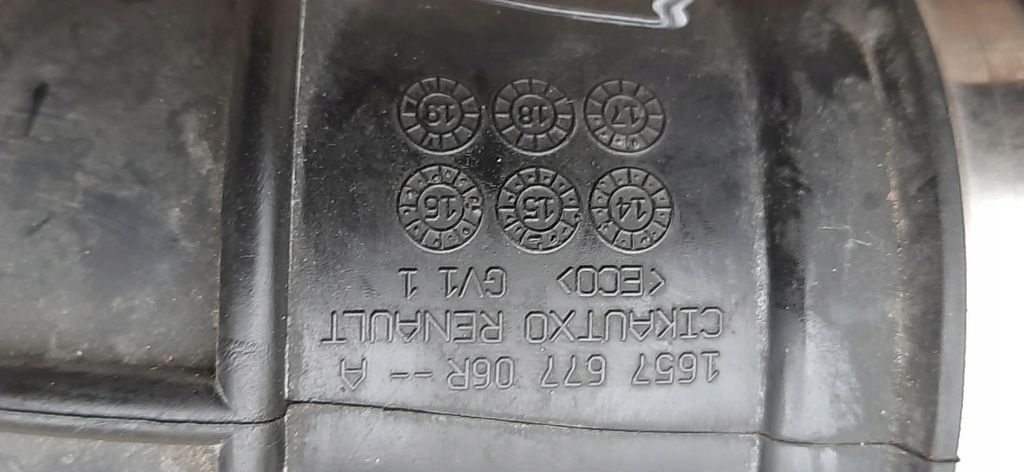 1657 677 06R -- A
CIKAUTXO RENAULT
<ECO> GV1 1
14 15 16
17 18 19